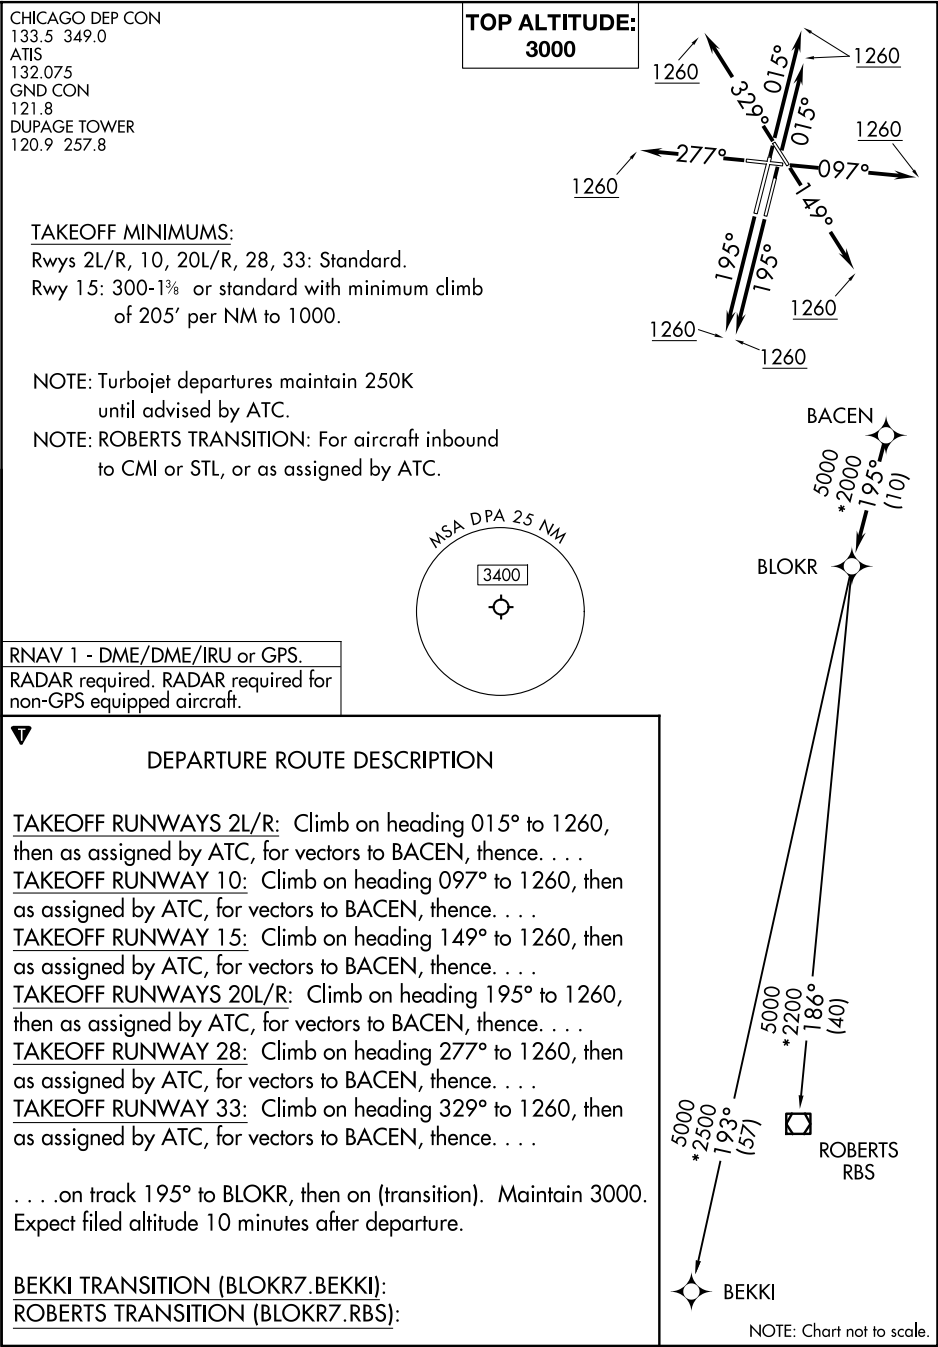 CHICAGO DEP CON
133.5 349.0
ATIS
132.075
GND CON
121.8
DUPAGE TOWER
120.9 257.8
TOP ALTITUDE:
3000
1260
1260
1260
1260
1260
1260
1260
329°
015°
015°
277°
097°
149°
195°
195°
TAKEOFF MINIMUMS:
Rwys 2L/R, 10, 20L/R, 28, 33: Standard.
Rwy 15: 300-1⅜ or standard with minimum climb
of 205' per NM to 1000.
NOTE: Turbojet departures maintain 250K
until advised by ATC.
NOTE: ROBERTS TRANSITION: For aircraft inbound
to CMI or STL, or as assigned by ATC.
BACEN
5000
*2000
195°
(10)
BLOKR
MSA DPA 25 NM
3400
RNAV 1 - DME/DME/IRU or GPS.
RADAR required. RADAR required for
non-GPS equipped aircraft.
T
DEPARTURE ROUTE DESCRIPTION
TAKEOFF RUNWAYS 2L/R: Climb on heading 015° to 1260,
then as assigned by ATC, for vectors to BACEN, thence. . . .
TAKEOFF RUNWAY 10: Climb on heading 097° to 1260, then
as assigned by ATC, for vectors to BACEN, thence. . . .
TAKEOFF RUNWAY 15: Climb on heading 149° to 1260, then
as assigned by ATC, for vectors to BACEN, thence. . . .
TAKEOFF RUNWAYS 20L/R: Climb on heading 195° to 1260,
then as assigned by ATC, for vectors to BACEN, thence. . . .
TAKEOFF RUNWAY 28: Climb on heading 277° to 1260, then
as assigned by ATC, for vectors to BACEN, thence. . . .
TAKEOFF RUNWAY 33: Climb on heading 329° to 1260, then
as assigned by ATC, for vectors to BACEN, thence. . . .
. . . .on track 195° to BLOKR, then on (transition). Maintain 3000.
Expect filed altitude 10 minutes after departure.
BEKKI TRANSITION (BLOKR7.BEKKI):
ROBERTS TRANSITION (BLOKR7.RBS):
5000
*2200
186°
(40)
ROBERTS
RBS
5000
*2500
193°
(57)
BEKKI
NOTE: Chart not to scale.